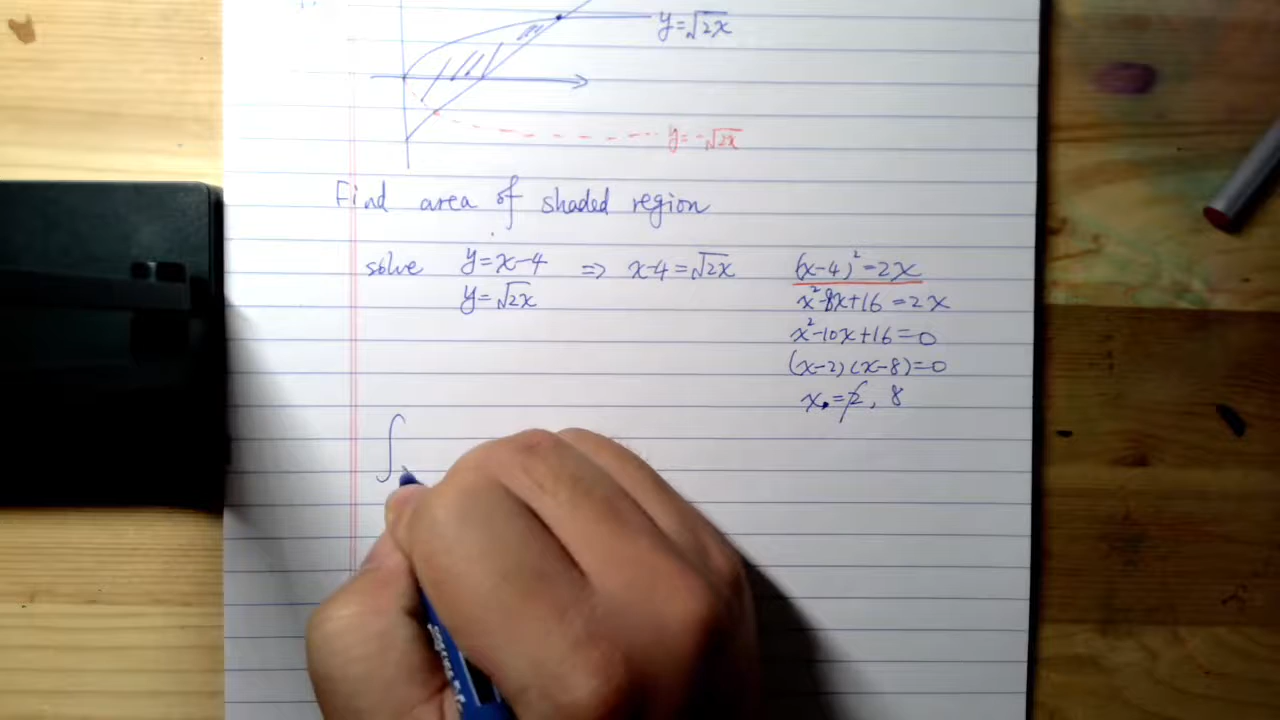 y=√2x
y=-√2x
Find area of shaded region
solve y=x-4 ⇒ x-4=√2x (x-4)²=2x
y=√2x x²-8x+16=2x
x²-10x+16=0
(x-2)(x-8)=0
x=2, 8
∫